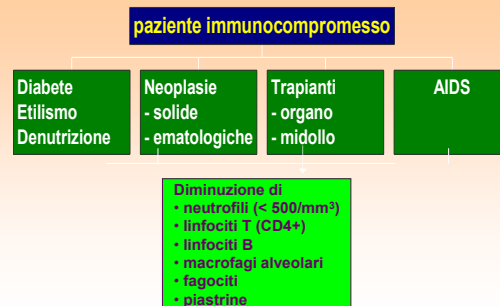 paziente immunocompromesso
Diabete
Etilismo
Denutrizione
Neoplasie
- solide
- ematologiche
Trapianti
- organo
- midollo
AIDS
Diminuzione di
• neutrofili (< 500/mm³)
• linfociti T (CD4+)
• linfociti B
• macrofagi alveolari
• fagociti
• piastrine